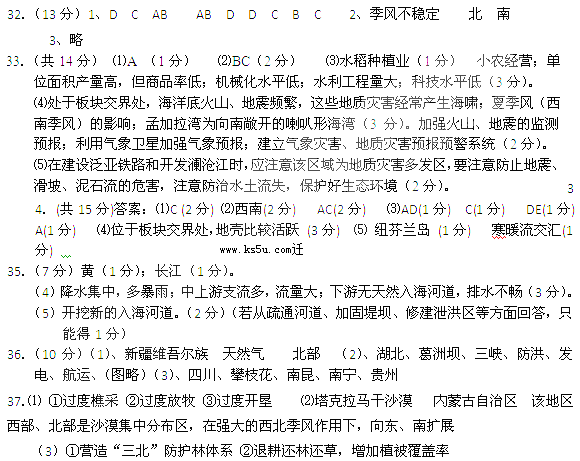 32.（13分）1、D C AB AB D D C B C 2、季风不稳定 北 南
3、略
33.（共 14分） ⑴A （1分） ⑵BC（2分） ⑶水稻种植业（1分） 小农经营；单
位面积产量高，但商品率低；机械化水平低；水利工程量大；科技水平低（3分）。
⑷处于板块交界处，海洋底火山、地震频繁，这些地质灾害经常产生海啸；夏季风（西
南季风）的影响；孟加拉湾为向南敞开的喇叭形海湾（3 分）。加强火山、地震的监测
预报；利用气象卫星加强气象预报；建立气象灾害、地质灾害预报预警系统（2分）。
⑸在建设泛亚铁路和开发澜沧江时，应注意该区域为地质灾害多发区，要注意防止地震、
滑坡、泥石流的危害，注意防治水土流失，保护好生态环境（2分）。 3
4.（共 15分)答案：⑴C(2分) ⑵西南(2分) AC(2分) ⑶AD(1分) C(1分) DE(1分)
A(1分) ⑷位于板块交界处,地壳比较活跃 (3分) ⑸ 纽芬兰岛 (1分) 寒暖流交汇(1
分) www.ks5u.com迁
35.（7分）黄（1分）；长江（1分）。
（4）降水集中，多暴雨；中上游支流多，流量大；下游无天然入海河道，排水不畅（3分）。
（5）开挖新的入海河道。（2分）（若从疏通河道、加固堤坝、修建泄洪区等方面回答，只
能得1分）
36.（10分）（1）、新疆维吾尔族 天然气 北部 （2）、湖北、葛洲坝、三峡、防洪、发
电、航运、（图略）（3）、四川、攀枝花、南昆、南宁、贵州
37.⑴ ①过度樵采 ②过度放牧 ③过度开垦 ⑵塔克拉马干沙漠 内蒙古自治区 该地区
西部、北部是沙漠集中分布区，在强大的西北季风作用下，向东、南扩展
（3）①营造“三北”防护林体系 ②退耕还林还草，增加植被覆盖率